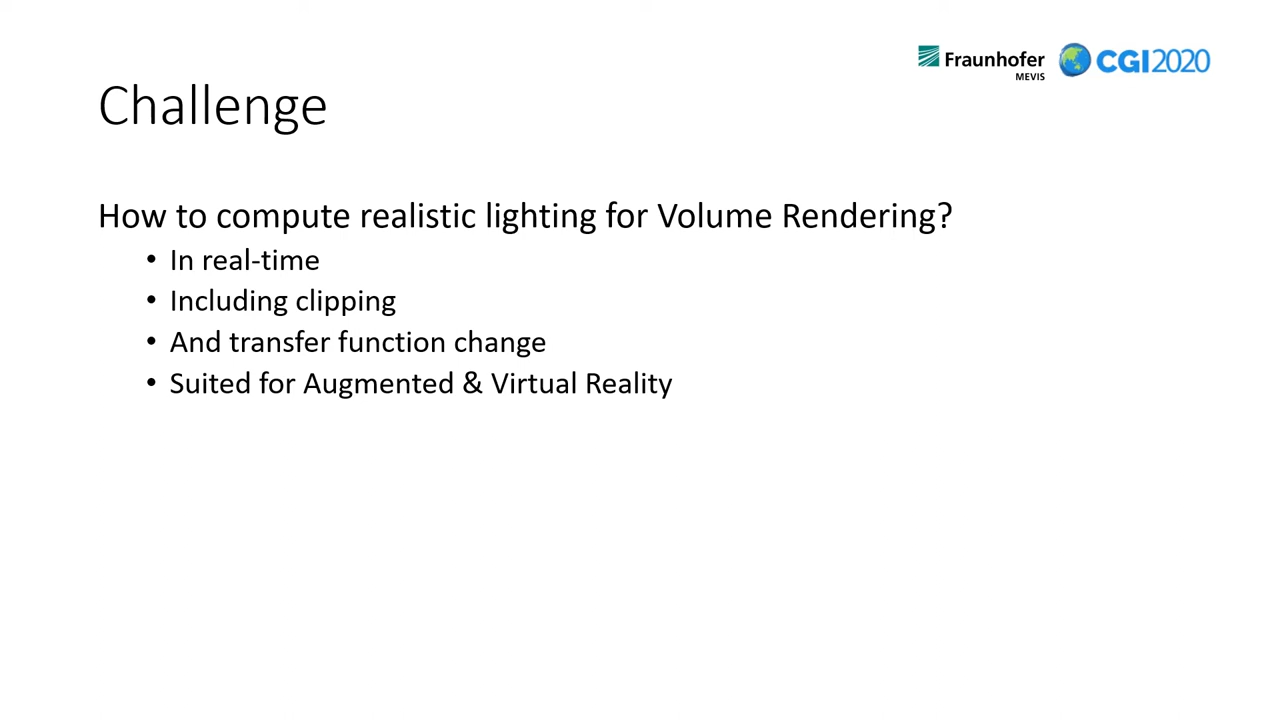 Fraunhofer
MEVIS
CGI2020
Challenge
How to compute realistic lighting for Volume Rendering?
• In real-time
• Including clipping
• And transfer function change
• Suited for Augmented & Virtual Reality